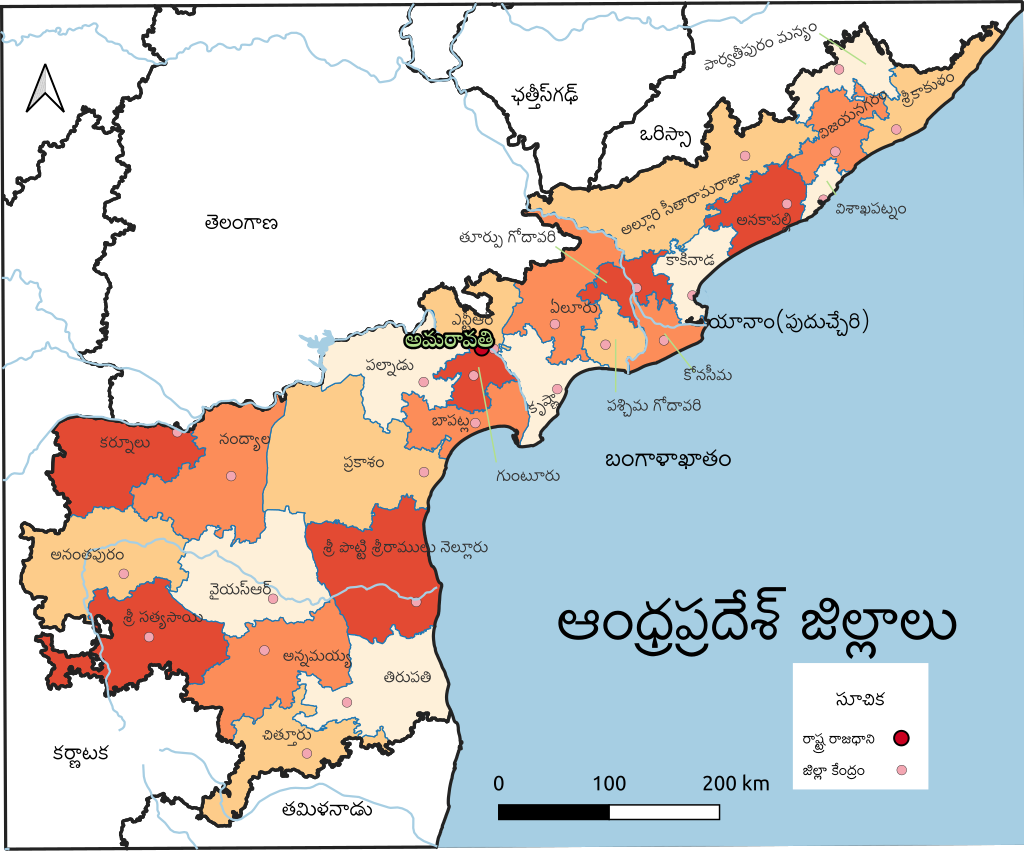 పార్వతీపురం మన్యం
శ్రీకాకుళం
ఛత్తీస్‌గఢ్
విజయనగరం
ఒరిస్సా
అల్లూరి సీతారామరాజు
విశాఖపట్నం
తెలంగాణ
అనకాపల్లి
తూర్పు గోదావరి
కాకినాడ
ఏలూరు
ఎన్టీఆర్
యానాం(పుదుచ్చేరి)
అమరావతి
పల్నాడు
కోనసీమ
కృష్ణా
పశ్చిమ గోదావరి
బాపట్ల
కర్నూలు
నంద్యాల
ప్రకాశం
బంగాళాఖాతం
గుంటూరు
శ్రీ పొట్టి శ్రీరాములు నెల్లూరు
అనంతపురం
వైయస్ఆర్
శ్రీ సత్యసాయి
ఆంధ్రప్రదేశ్ జిల్లాలు
అన్నమయ్య
తిరుపతి
సూచిక
చిత్తూరు
రాష్ట్ర రాజధాని
కర్ణాటక
జిల్లా కేంద్రం
0 100 200 km
తమిళనాడు